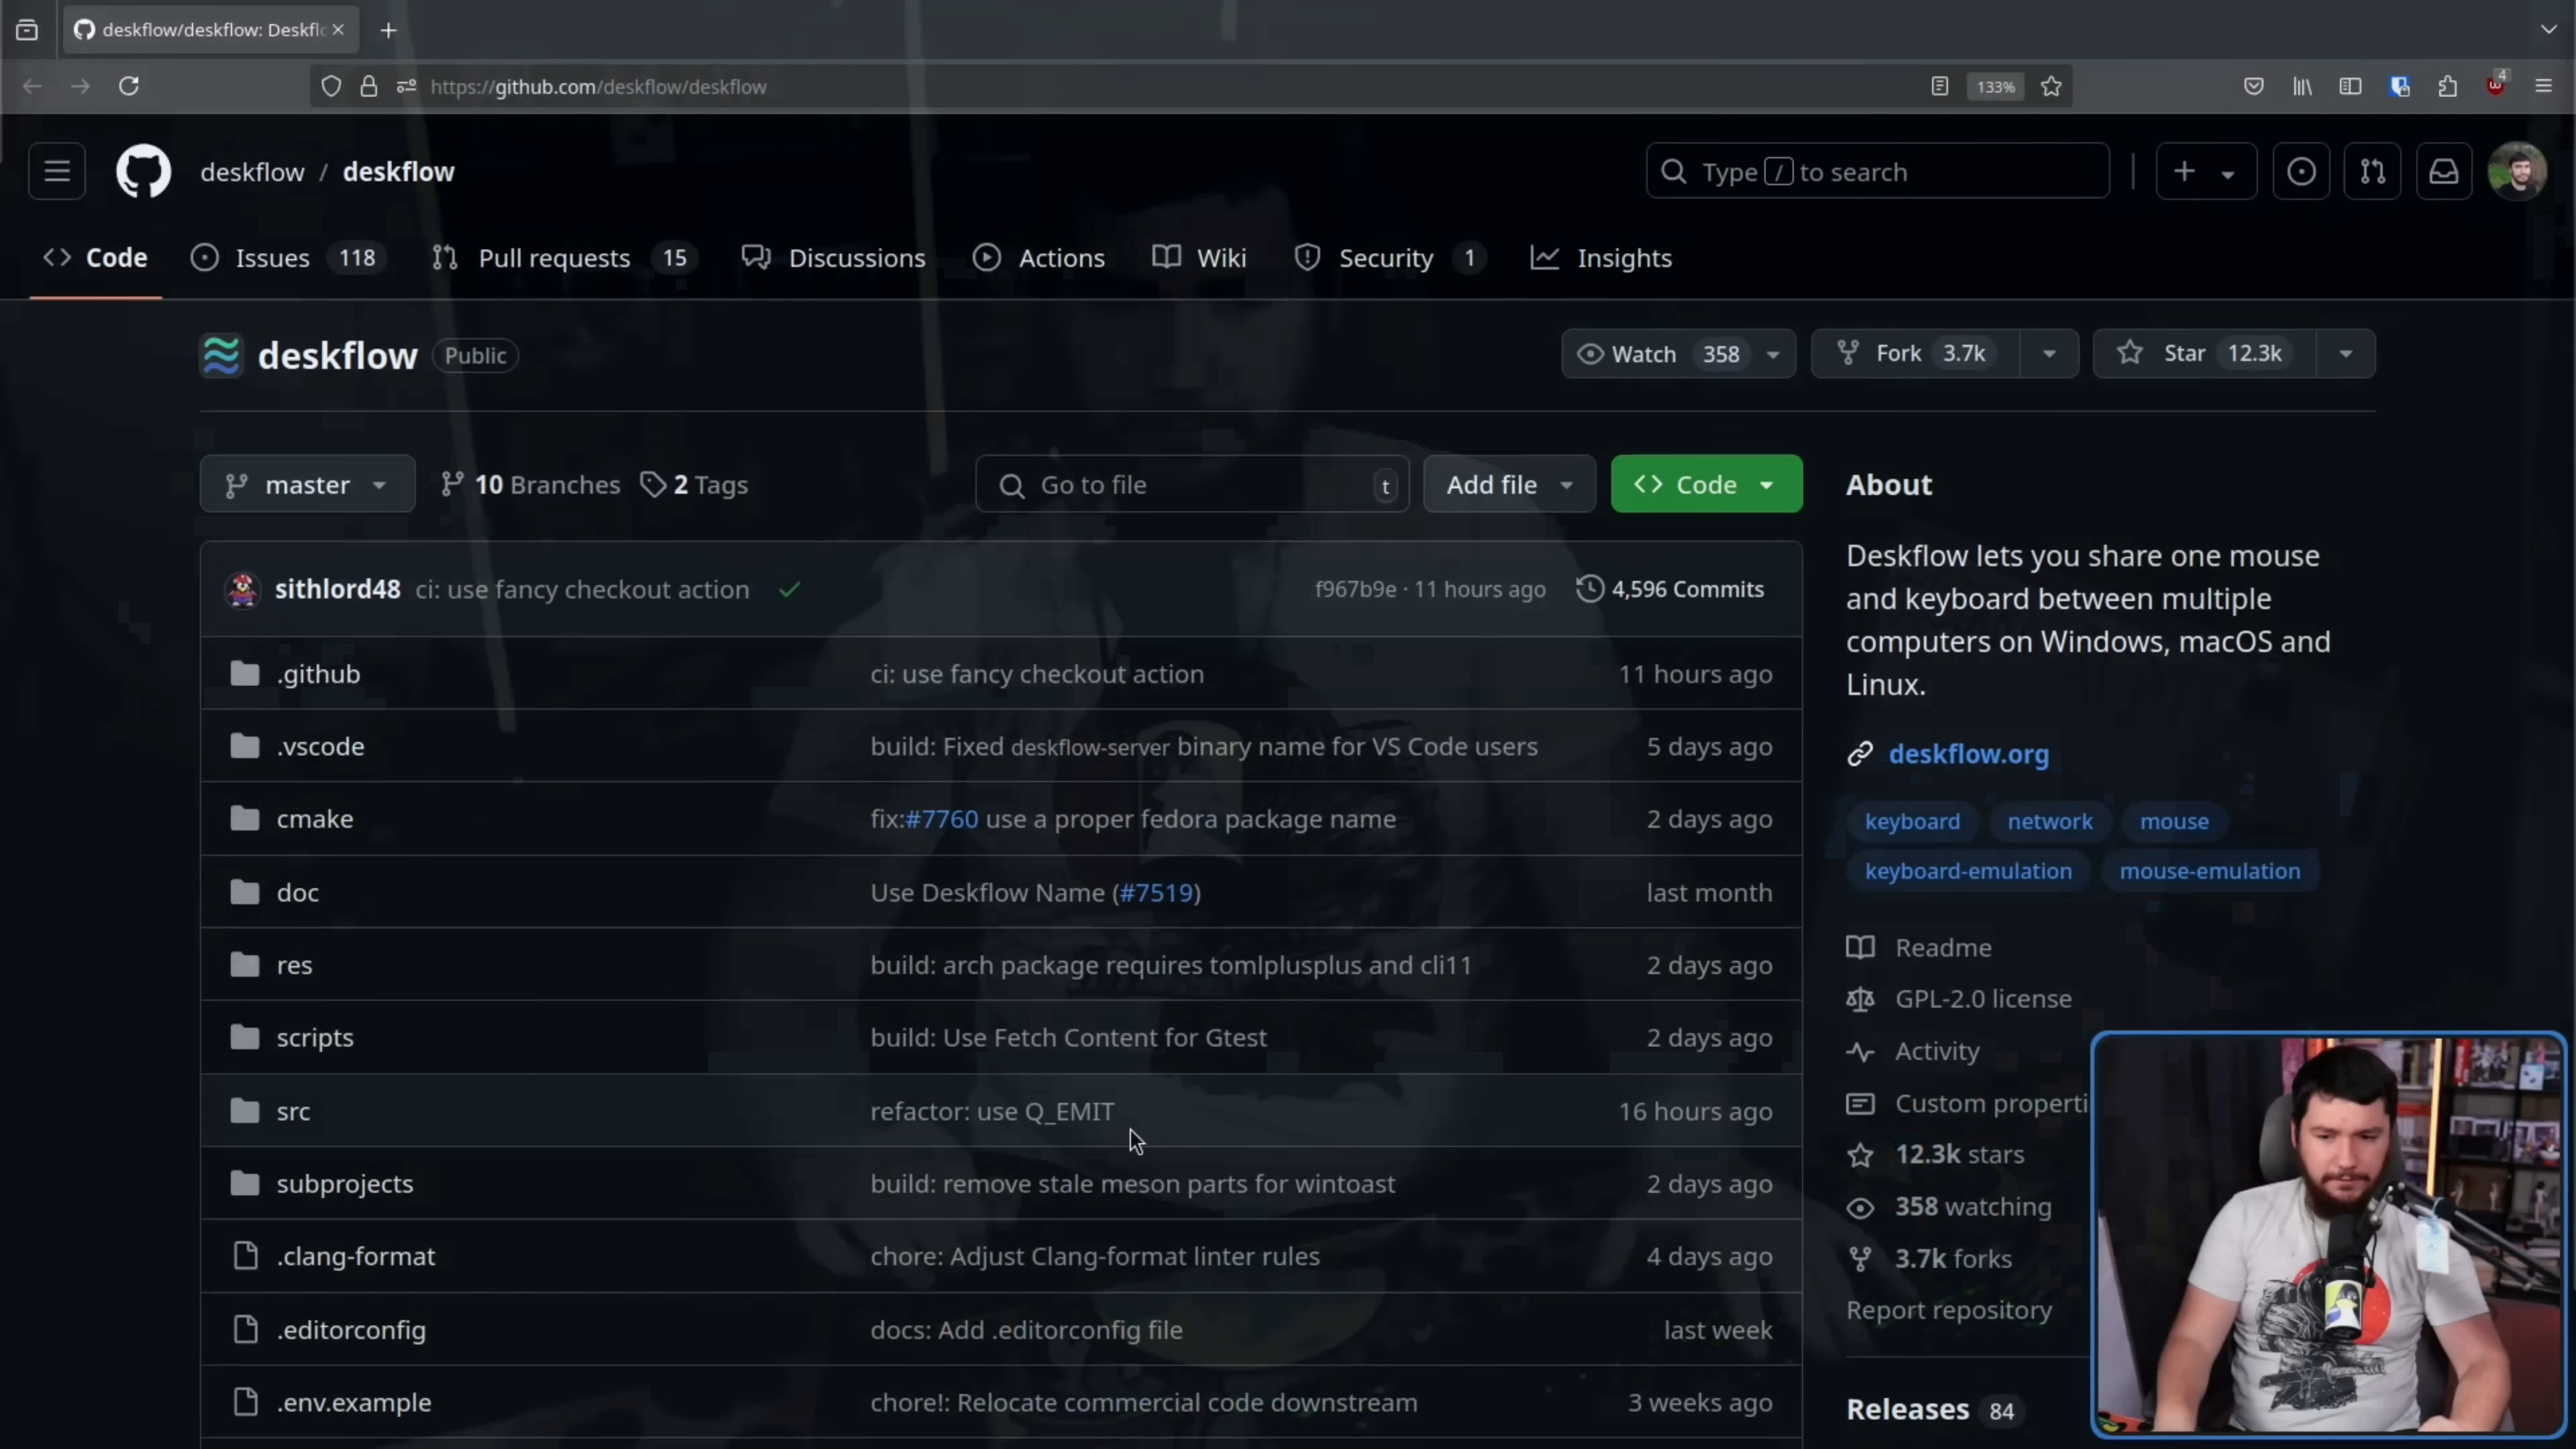 deskflow/deskflow: Deskflo
https://github.com/deskflow/deskflow
133%
4
deskflow / deskflow
Type / to search
Code
Issues 118
Pull requests 15
Discussions
Actions
Wiki
Security 1
Insights
deskflow Public
Watch 358
Fork 3.7k
Star 12.3k
master
10 Branches
2 Tags
Go to file t
Add file
Code
sithlord48 ci: use fancy checkout action f967b9e · 11 hours ago 4,596 Commits
.github ci: use fancy checkout action 11 hours ago
.vscode build: Fixed deskflow-server binary name for VS Code users 5 days ago
cmake fix:#7760 use a proper fedora package name 2 days ago
doc Use Deskflow Name (#7519) last month
res build: arch package requires tomlplusplus and cli11 2 days ago
scripts build: Use Fetch Content for Gtest 2 days ago
src refactor: use Q_EMIT 16 hours ago
subprojects build: remove stale meson parts for wintoast 2 days ago
.clang-format chore: Adjust Clang-format linter rules 4 days ago
.editorconfig docs: Add .editorconfig file last week
.env.example chore!: Relocate commercial code downstream 3 weeks ago
About
Deskflow lets you share one mouse
and keyboard between multiple
computers on Windows, macOS and
Linux.
deskflow.org
keyboard network mouse
keyboard-emulation mouse-emulation
Readme
GPL-2.0 license
Activity
Custom properti
12.3k stars
358 watching
3.7k forks
Report repository
Releases 84